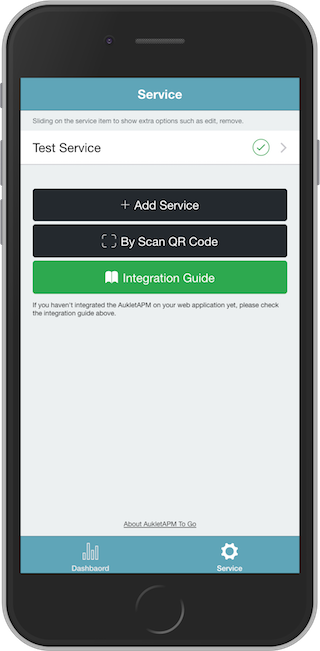 Service
Sliding on the service item to show extra options such as edit, remove.
Test Service
+ Add Service
By Scan QR Code
Integration Guide
If you haven't integrated the AukletAPM on your web application yet, please check
the integration guide above.
About AukletAPM To Go
Dashbaord
Service